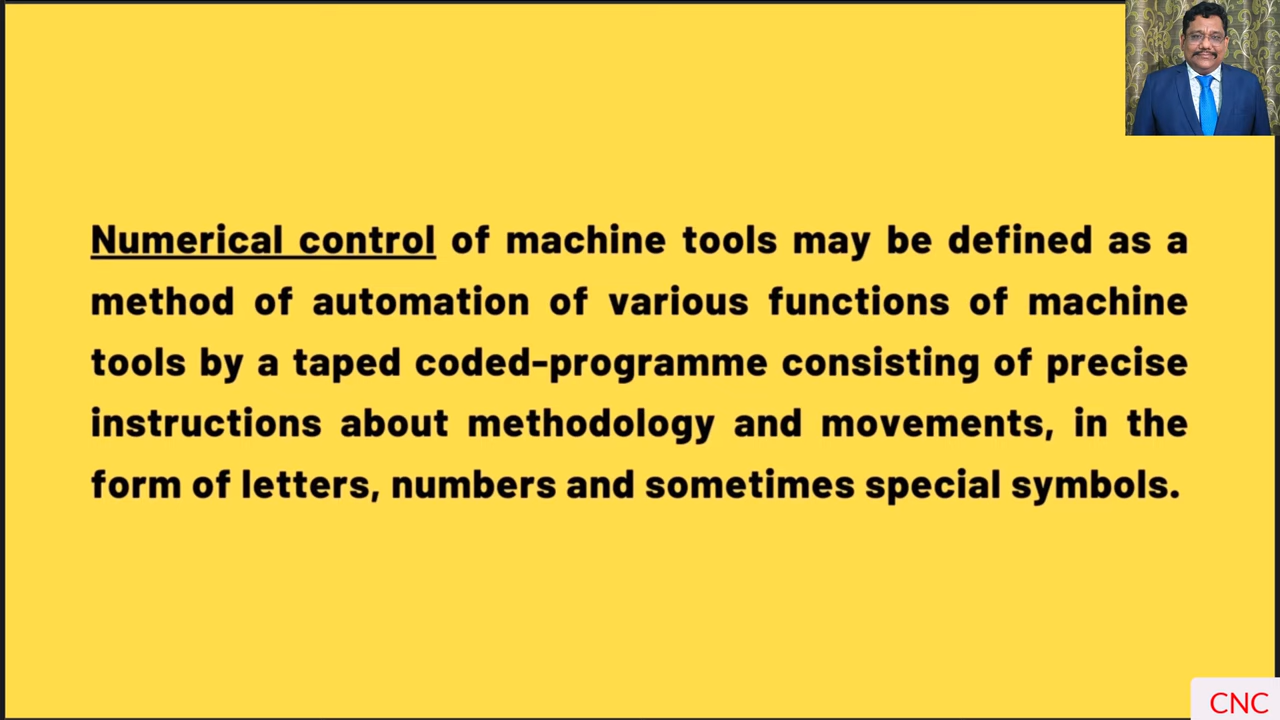 Numerical control of machine tools may be defined as a
method of automation of various functions of machine
tools by a taped coded-programme consisting of precise
instructions about methodology and movements, in the
form of letters, numbers and sometimes special symbols.
CNC